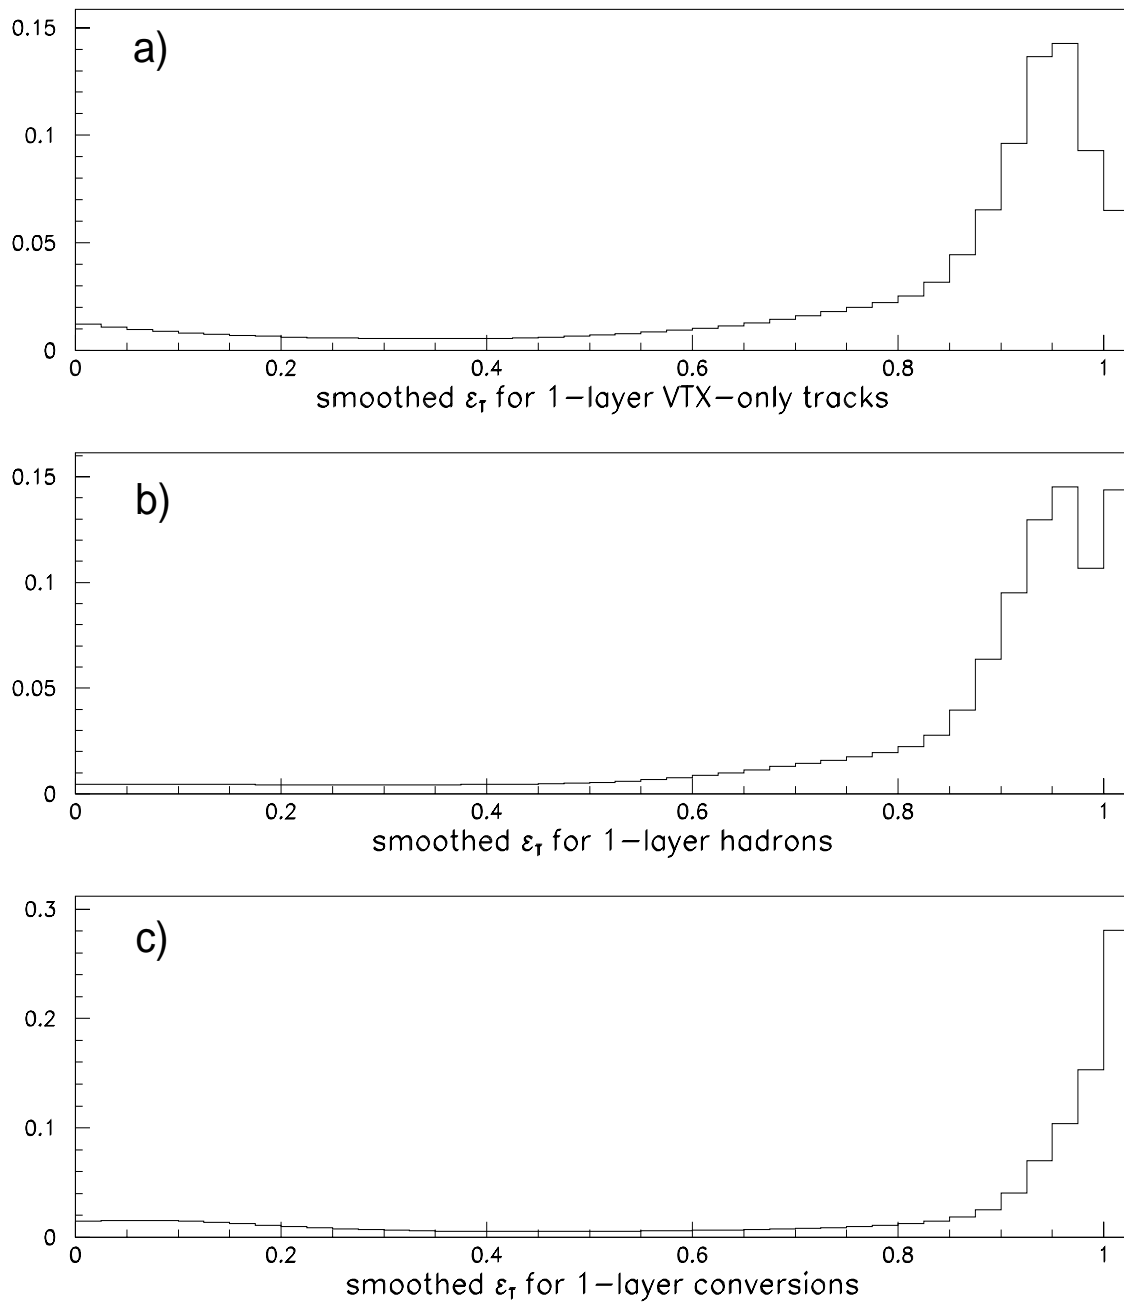 a)
0.15
0.1
0.05
0
0 0.2 0.4 0.6 0.8 1
smoothed ε_T for 1-layer VTX-only tracks
b)
0.15
0.1
0.05
0
0 0.2 0.4 0.6 0.8 1
smoothed ε_T for 1-layer hadrons
c)
0.3
0.2
0.1
0
0 0.2 0.4 0.6 0.8 1
smoothed ε_T for 1-layer conversions